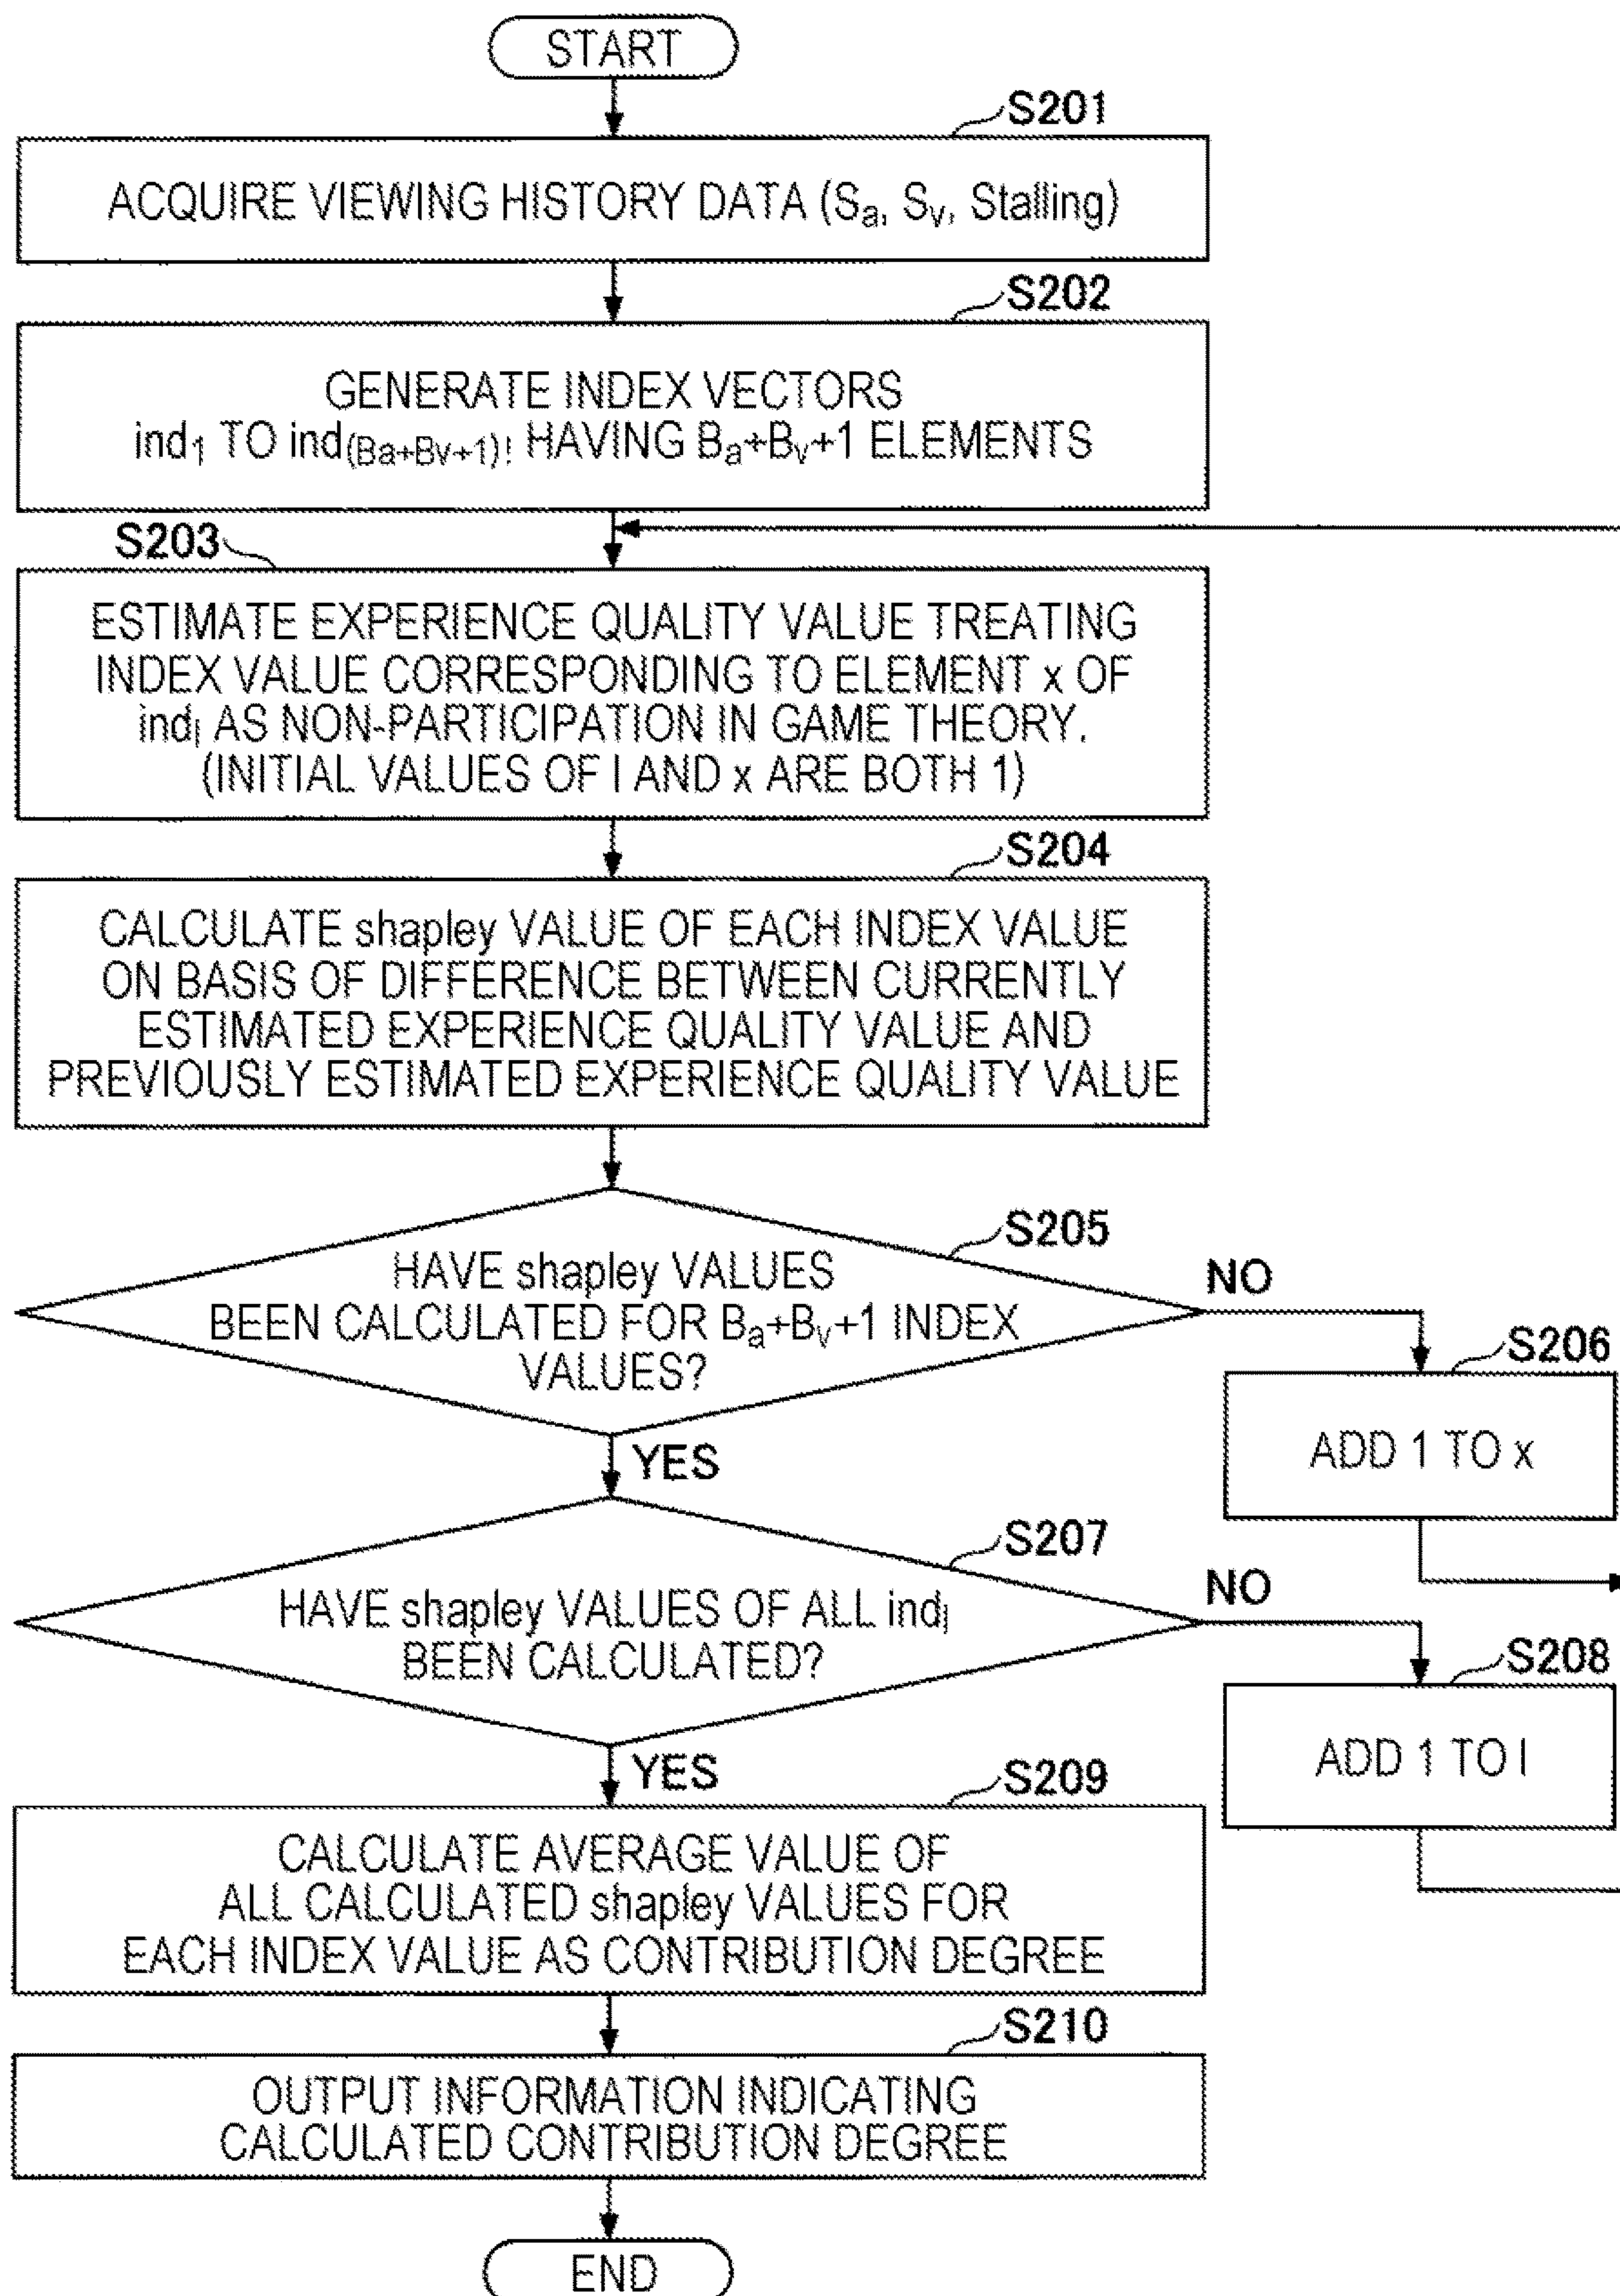 START
S201
ACQUIRE VIEWING HISTORY DATA (Sa, Sv, Stalling)
S202
GENERATE INDEX VECTORS
ind1 TO ind(Ba+Bv+1)! HAVING Ba+Bv+1 ELEMENTS
S203
ESTIMATE EXPERIENCE QUALITY VALUE TREATING
INDEX VALUE CORRESPONDING TO ELEMENT x OF
indl AS NON-PARTICIPATION IN GAME THEORY.
(INITIAL VALUES OF l AND x ARE BOTH 1)
S204
CALCULATE shapley VALUE OF EACH INDEX VALUE
ON BASIS OF DIFFERENCE BETWEEN CURRENTLY
ESTIMATED EXPERIENCE QUALITY VALUE AND
PREVIOUSLY ESTIMATED EXPERIENCE QUALITY VALUE
S205
HAVE shapley VALUES
BEEN CALCULATED FOR Ba+Bv+1 INDEX
VALUES?
NO
S206
ADD 1 TO x
YES
S207
HAVE shapley VALUES OF ALL indl
BEEN CALCULATED?
NO
S208
ADD 1 TO l
YES
S209
CALCULATE AVERAGE VALUE OF
ALL CALCULATED shapley VALUES FOR
EACH INDEX VALUE AS CONTRIBUTION DEGREE
S210
OUTPUT INFORMATION INDICATING
CALCULATED CONTRIBUTION DEGREE
END